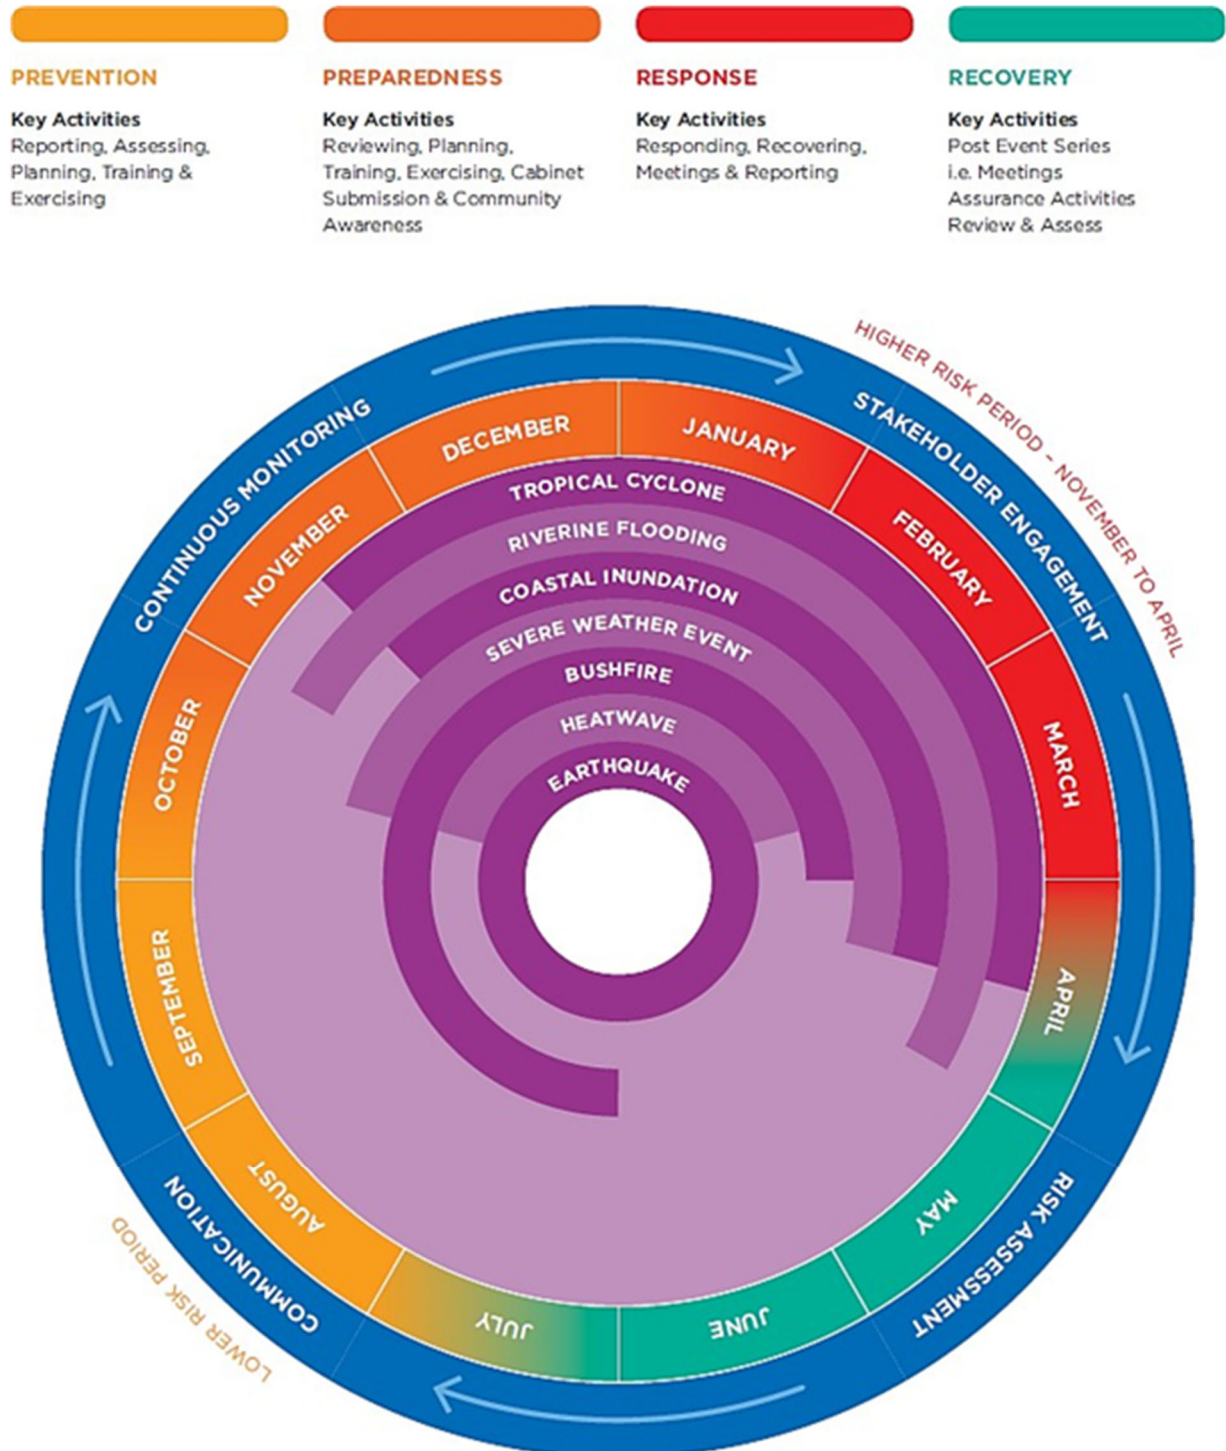 PREVENTION
Key Activities
Reporting, Assessing,
Planning, Training &
Exercising
PREPAREDNESS
Key Activities
Reviewing, Planning,
Training, Exercising, Cabinet
Submission & Community
Awareness
RESPONSE
Key Activities
Responding, Recovering,
Meetings & Reporting
RECOVERY
Key Activities
Post Event Series
i.e. Meetings
Assurance Activities
Review & Assess
HIGHER RISK PERIOD - NOVEMBER TO APRIL
LOWER RISK PERIOD
CONTINUOUS MONITORING
STAKEHOLDER ENGAGEMENT
RISK ASSESSMENT
COMMUNICATION
JANUARY
FEBRUARY
MARCH
APRIL
MAY
JUNE
JULY
AUGUST
SEPTEMBER
OCTOBER
NOVEMBER
DECEMBER
TROPICAL CYCLONE
RIVERINE FLOODING
COASTAL INUNDATION
SEVERE WEATHER EVENT
BUSHFIRE
HEATWAVE
EARTHQUAKE